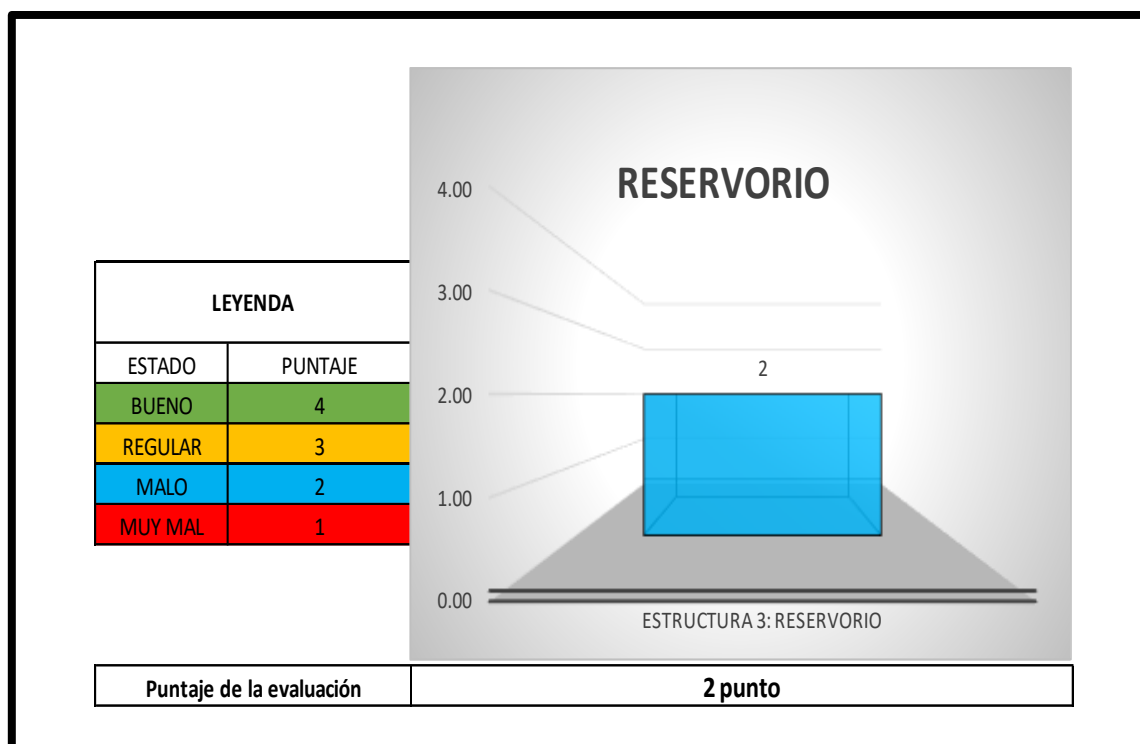 RESERVORIO
4.00
3.00
2.00
1.00
0.00
2
ESTRUCTURA 3: RESERVORIO
LEYENDA
ESTADO PUNTAJE
BUENO 4
REGULAR 3
MALO 2
MUY MAL 1
Puntaje de la evaluación 2 punto